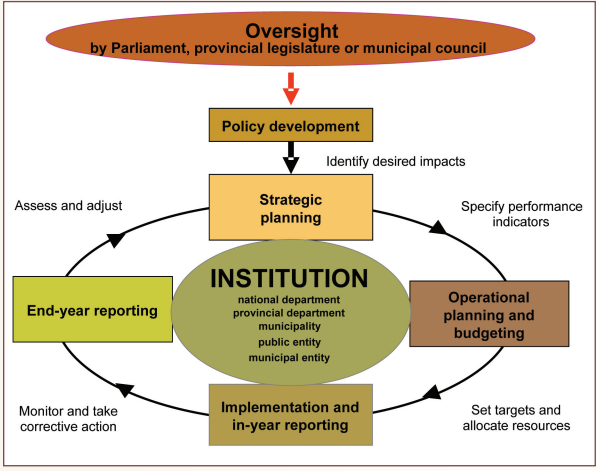 Oversight
by Parliament, provincial legislature or municipal council
Policy development
Identify desired impacts
Strategic
planning
Assess and adjust
Specify performance
indicators
INSTITUTION
national department
provincial department
municipality
public entity
municipal entity
End-year reporting
Operational
planning and
budgeting
Implementation and
in-year reporting
Monitor and take
corrective action
Set targets and
allocate resources